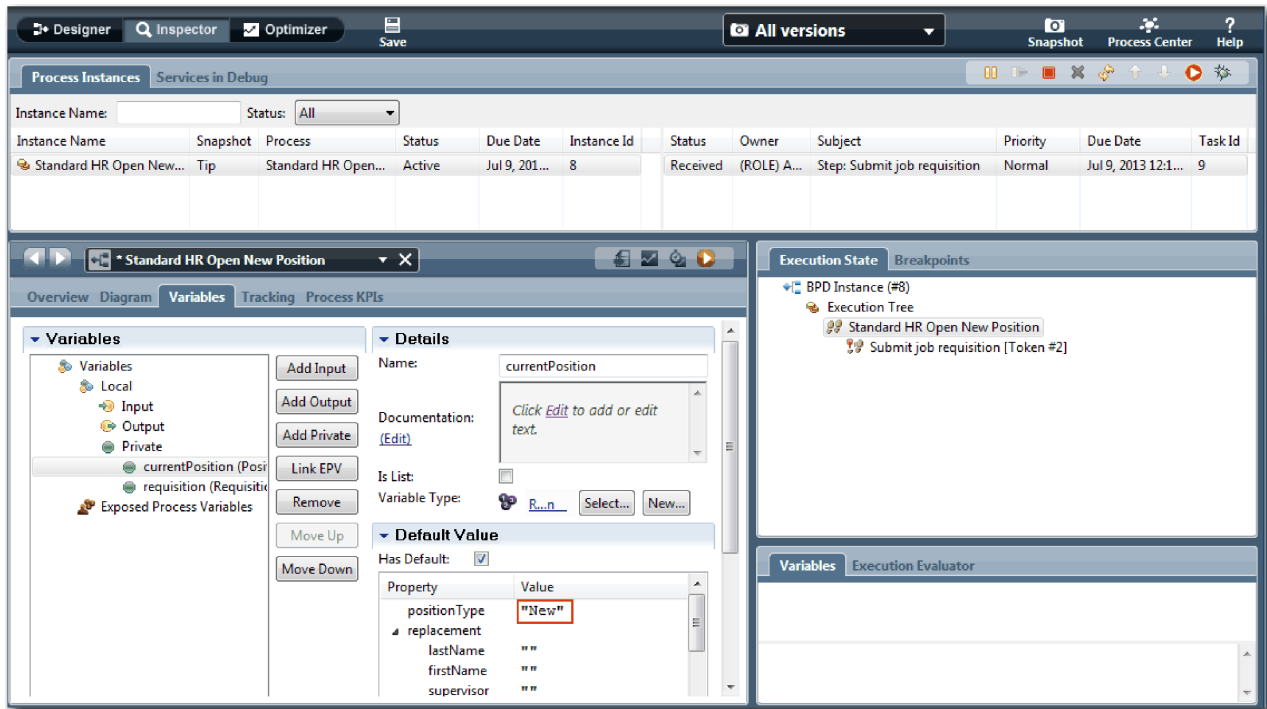 Designer Inspector Optimizer Save All versions Snapshot Process Center ? Help
Process Instances Services in Debug
Instance Name: Status: All
Instance Name Snapshot Process Status Due Date Instance Id Status Owner Subject Priority Due Date Task Id
Standard HR Open New... Tip Standard HR Open... Active Jul 9, 201... 8 Received (ROLE) A... Step: Submit job requisition Normal Jul 9, 2013 12:1... 9
* Standard HR Open New Position
Overview Diagram Variables Tracking Process KPIs
Variables
Variables
Local
Input
Output
Private
currentPosition (Posit
requisition (Requisitio
Exposed Process Variables
Add Input
Add Output
Add Private
Link EPV
Remove
Move Up
Move Down
Details
Name: currentPosition
Documentation: (Edit)
Click Edit to add or edit
text.
Is List:
Variable Type: R...n Select... New...
Default Value
Has Default:
Property Value
positionType "New"
replacement
lastName ""
firstName ""
supervisor ""
Execution State Breakpoints
BPD Instance (#8)
Execution Tree
Standard HR Open New Position
Submit job requisition [Token #2]
Variables Execution Evaluator